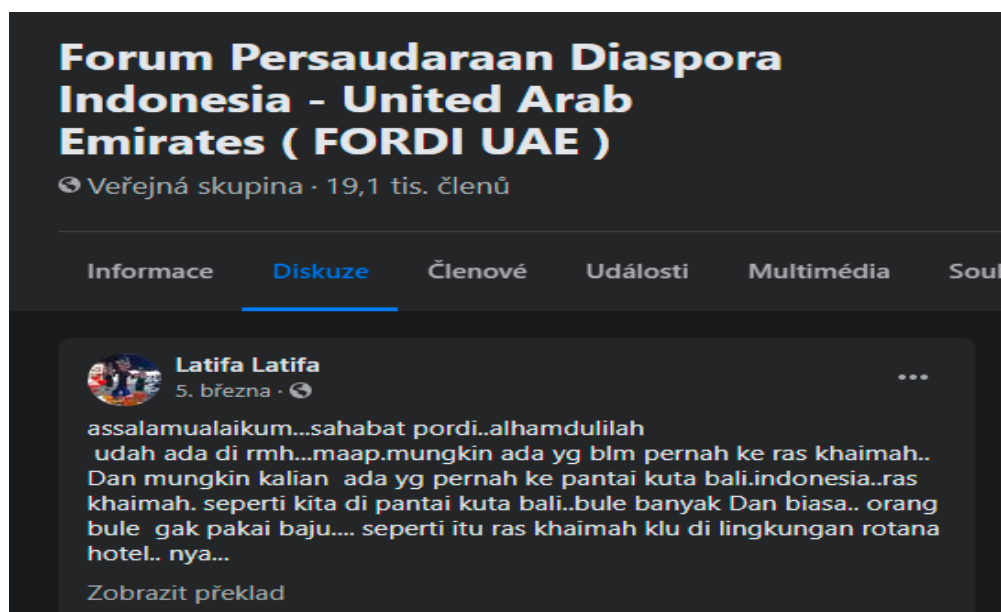 Forum Persaudaraan Diaspora
Indonesia - United Arab
Emirates ( FORDI UAE )
Veřejná skupina · 19,1 tis. členů
Informace Diskuze Členové Události Multimédia
Latifa Latifa
5. března ·
assalamualaikum...sahabat pordi..alhamdulilah
udah ada di rmh...maap.mungkin ada yg blm pernah ke ras khaimah..
Dan mungkin kalian ada yg pernah ke pantai kuta bali.indonesia..ras
khaimah. seperti kita di pantai kuta bali..bule banyak Dan biasa.. orang
bule gak pakai baju.... seperti itu ras khaimah klu di lingkungan rotana
hotel.. nya...
Zobrazit překlad